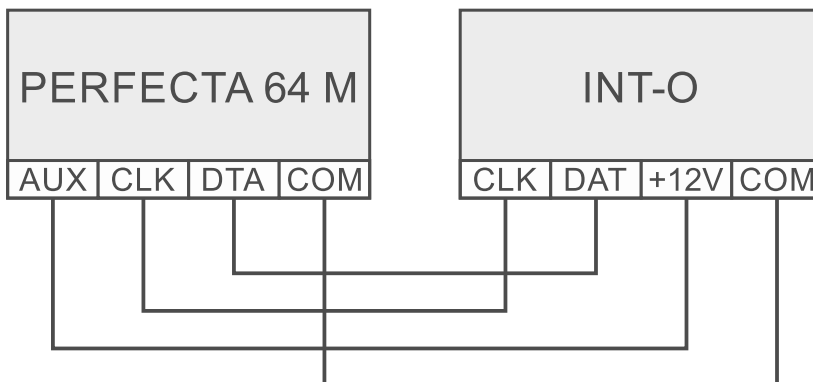 PERFECTA 64 M
INT-O
AUX CLK DTA COM
CLK DAT +12V COM